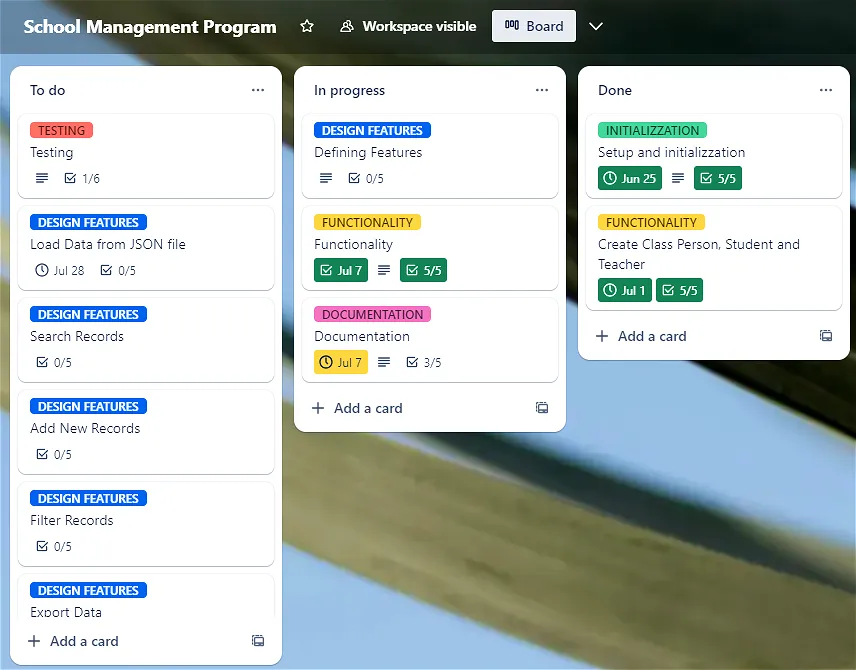 School Management Program
Workspace visible
Board
To do
TESTING
Testing
1/6
DESIGN FEATURES
Load Data from JSON file
Jul 28 0/5
DESIGN FEATURES
Search Records
0/5
DESIGN FEATURES
Add New Records
0/5
DESIGN FEATURES
Filter Records
0/5
DESIGN FEATURES
Export Data
Add a card
In progress
DESIGN FEATURES
Defining Features
0/5
FUNCTIONALITY
Functionality
Jul 7 5/5
DOCUMENTATION
Documentation
Jul 7 3/5
Add a card
Done
INITIALIZZATION
Setup and initializzation
Jun 25 5/5
FUNCTIONALITY
Create Class Person, Student and
Teacher
Jul 1 5/5
Add a card